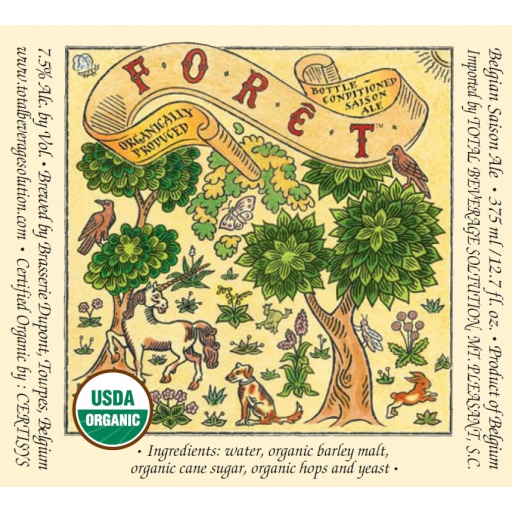 FORÊT™
BOTTLE-CONDITIONED
SAISON
ALE
ORGANICALLY
PRODUCED
7.5% Alc. by Vol. • Brewed by Brasserie Dupont, Tourpes, Belgium
www.totalbeveragesolution.com • Certified Organic by : CERTISYS
Belgian Saison Ale • 375 ml / 12.7 fl. oz. • Product of Belgium
Imported by TOTAL BEVERAGE SOLTUTION, MT. PLEASANT, S.C.
USDA
ORGANIC
• Ingredients: water, organic barley malt,
organic cane sugar, organic hops and yeast •